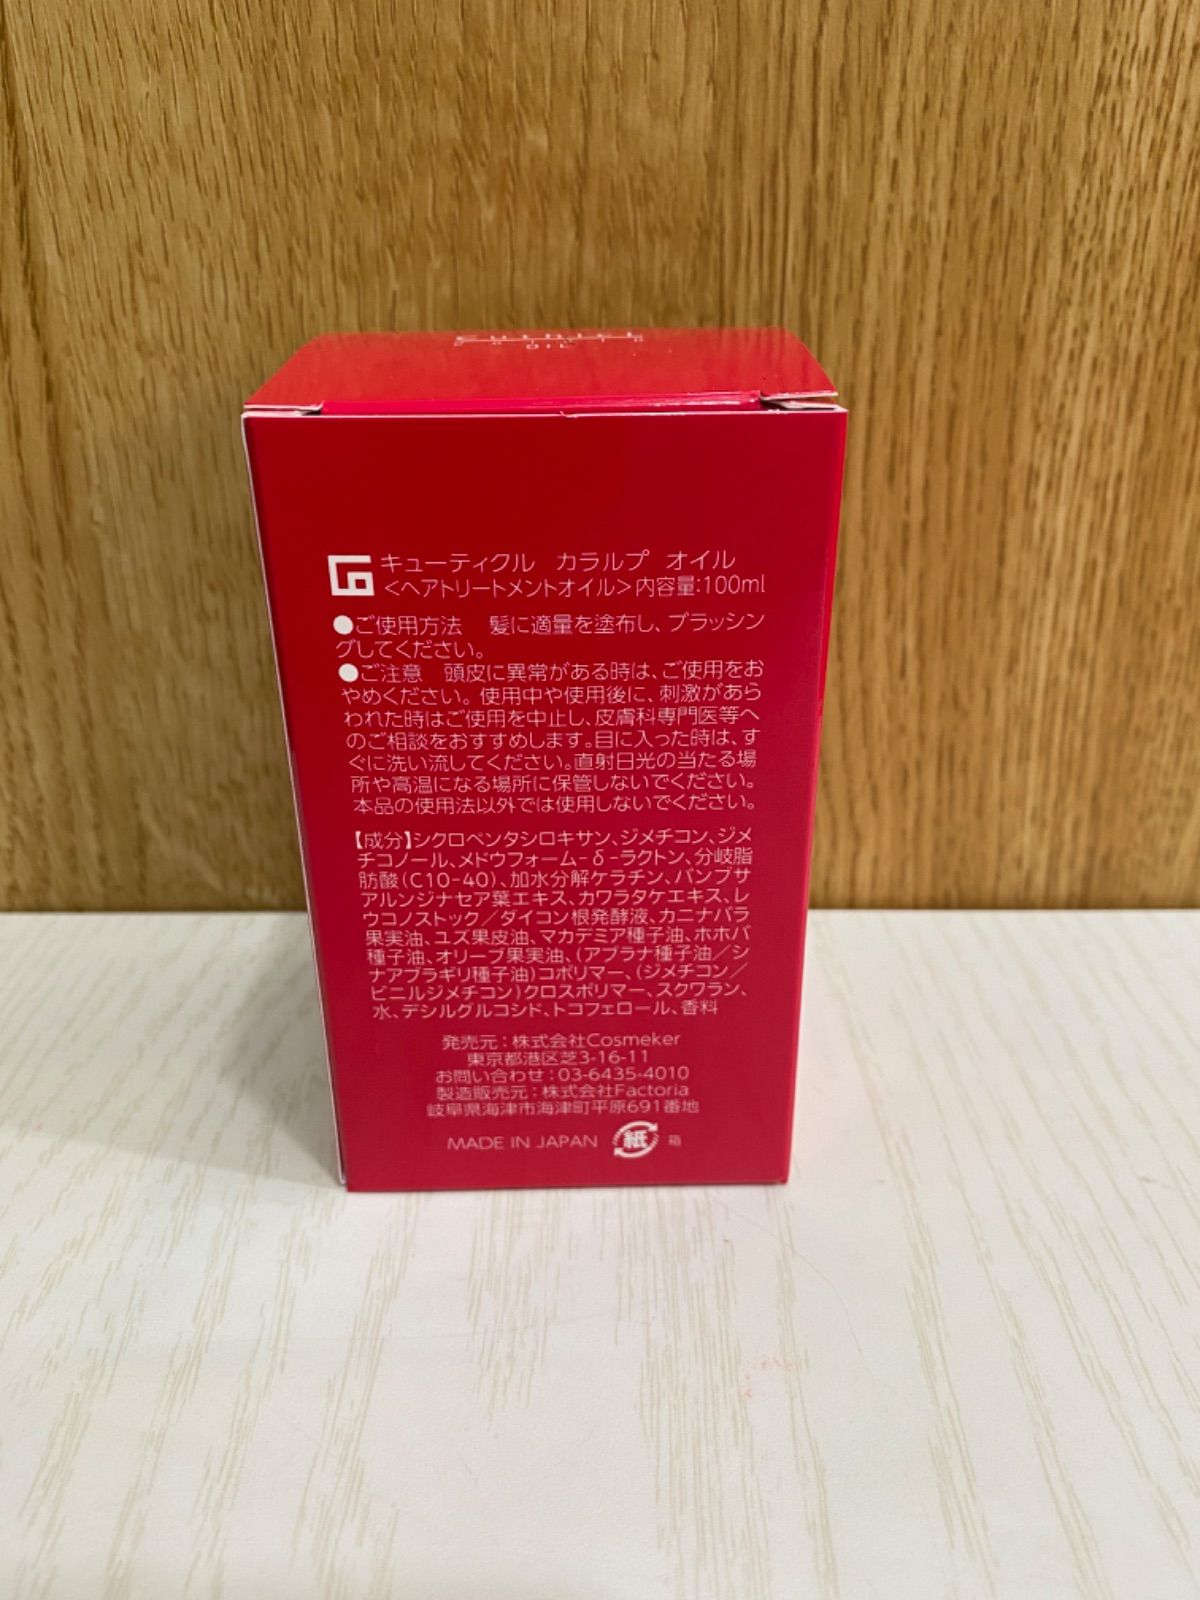 OIL
キューティクル カラルプ オイル
<ヘアトリートメントオイル>内容量:100ml
●ご使用方法 髪に適量を塗布し、ブラッシン
グしてください。
●ご注意 頭皮に異常がある時は、ご使用をお
やめください。使用中や使用後に、刺激があら
われた時はご使用を中止し、皮膚科専門医等へ
のご相談をおすすめします。目に入った時は、す
ぐに洗い流してください。直射日光の当たる場
所や高温になる場所に保管しないでください。
本品の使用法以外では使用しないでください。
【成分】シクロペンタシロキサン、ジメチコン、ジメ
チコノール、メドウフォーム-δ-ラクトン、分岐脂
肪酸(C10-40)、加水分解ケラチン、バンブサ
アルンジナセア葉エキス、カワラタケエキス、レ
ウコノストック/ダイコン根発酵液、カニナバラ
果実油、ユズ果皮油、マカデミア種子油、ホホバ
種子油、オリーブ果実油、(アブラナ種子油/シ
ナアブラギリ種子油)コポリマー、(ジメチコン/
ビニルジメチコン)クロスポリマー、スクワラン、
水、デシルグルコシド、トコフェロール、香料
発売元:株式会社Cosmeker
東京都港区芝3-16-11
お問い合わせ:03-6435-4010
製造販売元:株式会社Factoria
岐阜県海津市海津町平原691番地
MADE IN JAPAN 紙 箱